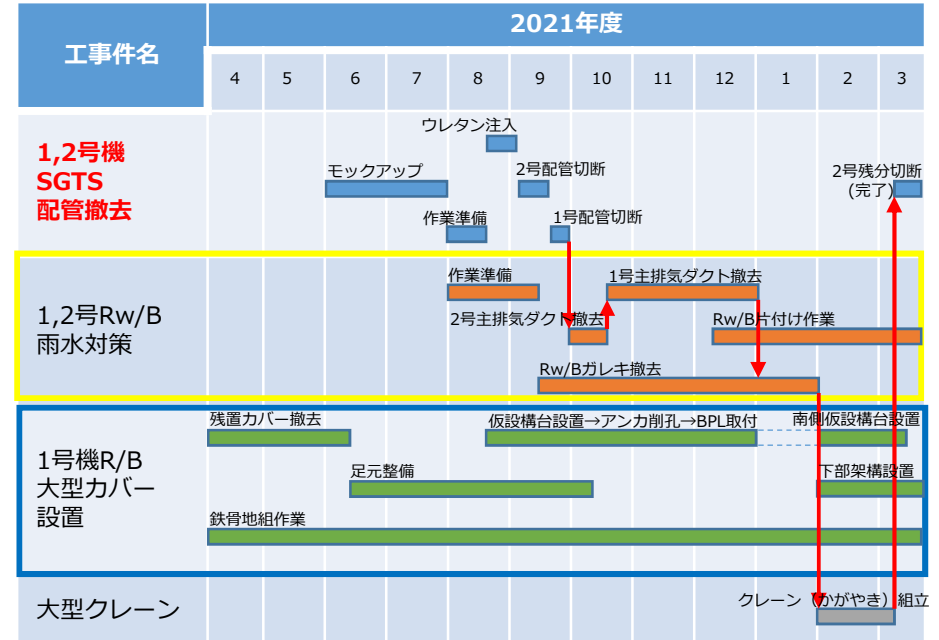 工事件名
2021年度
4 5 6 7 8 9 10 11 12 1 2 3
1,2号機
SGTS
配管撤去
ウレタン注入
モックアップ
2号配管切断
2号残分切断
(完了)
作業準備
1号配管切断
1,2号Rw/B
雨水対策
作業準備
1号主排気ダクト撤去
2号主排気ダクト撤去
Rw/B片付け作業
Rw/Bガレキ撤去
1号機R/B
大型カバー
設置
残置カバー撤去
仮設構台設置→アンカ削孔→BPL取付
南側仮設構台設置
足元整備
下部架構設置
鉄骨地組作業
大型クレーン
クレーン（かがやき）組立